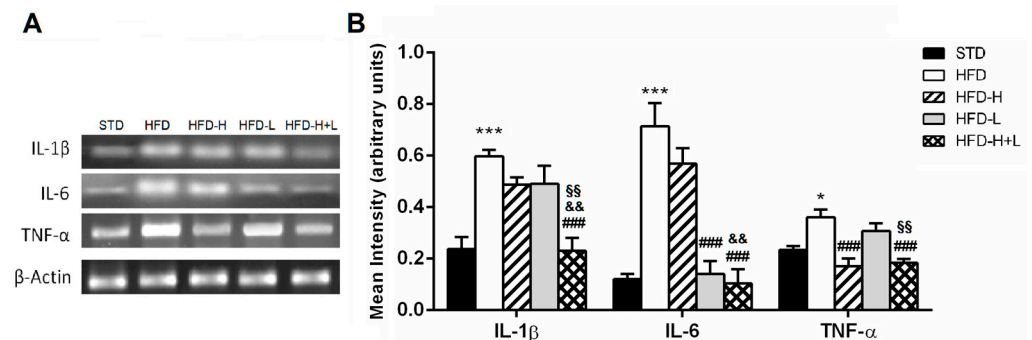 A
STD HFD HFD-H HFD-L HFD-H+L
IL-1β
IL-6
TNF-α
β-Actin
B
Mean Intensity (arbitrary units)
1.0
0.8
0.6
0.4
0.2
0.0
***
§§
&&
###
***
###
&&
###
*
###
§§
###
IL-1β IL-6 TNF-α
STD
HFD
HFD-H
HFD-L
HFD-H+L